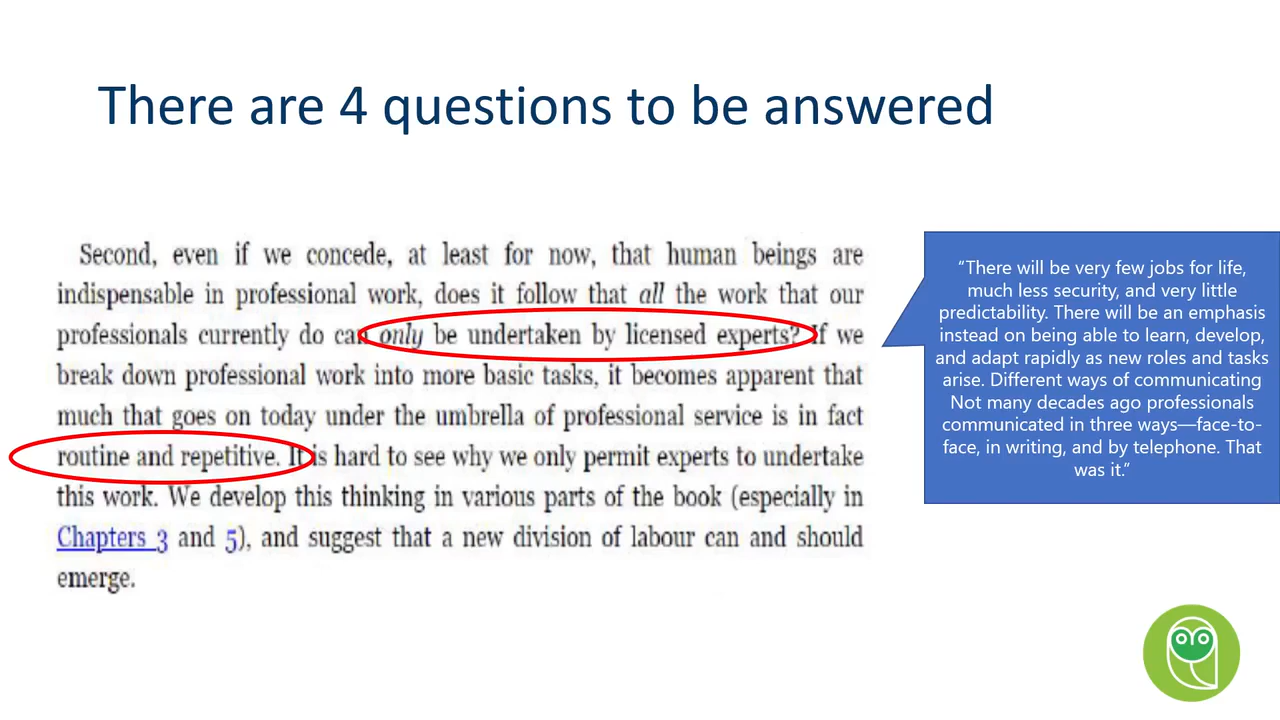 There are 4 questions to be answered
Second, even if we concede, at least for now, that human beings are
indispensable in professional work, does it follow that all the work that our
professionals currently do can only be undertaken by licensed experts? If we
break down professional work into more basic tasks, it becomes apparent that
much that goes on today under the umbrella of professional service is in fact
routine and repetitive. It is hard to see why we only permit experts to undertake
this work. We develop this thinking in various parts of the book (especially in
Chapters 3 and 5), and suggest that a new division of labour can and should
emerge.
“There will be very few jobs for life,
much less security, and very little
predictability. There will be an emphasis
instead on being able to learn, develop,
and adapt rapidly as new roles and tasks
arise. Different ways of communicating
Not many decades ago professionals
communicated in three ways—face-to-
face, in writing, and by telephone. That
was it.”